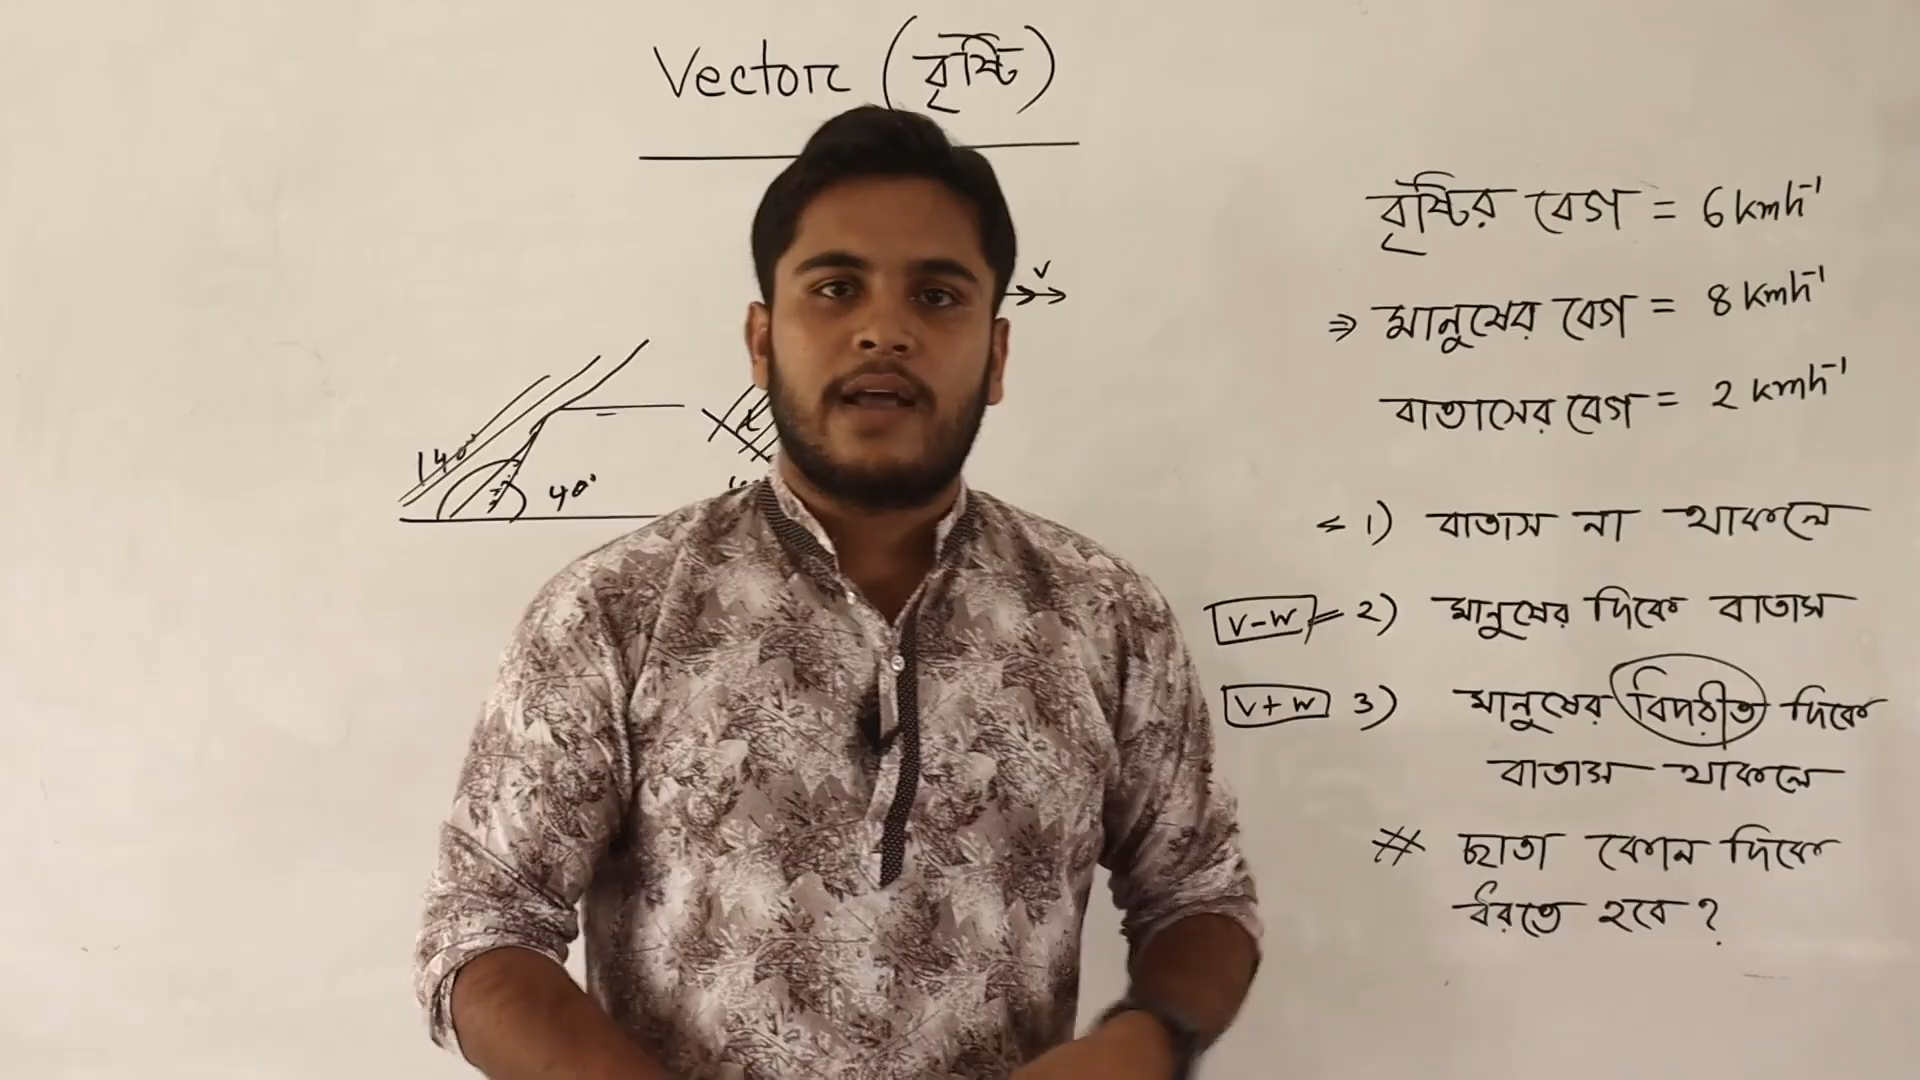 Vector (বৃষ্টি)
বৃষ্টির বেগ = 6 kmh⁻¹
⇒ মানুষের বেগ = 8 kmh⁻¹
বাতাসের বেগ = 2 kmh⁻¹
V
140°
40°
1) বাতাস না থাকলে
V-W = 2) মানুষের দিকে বাতাস
V+W 3) মানুষের বিপরীত দিকে
বাতাস থাকলে
# ছাতা কোন দিকে
ধরতে হবে ?